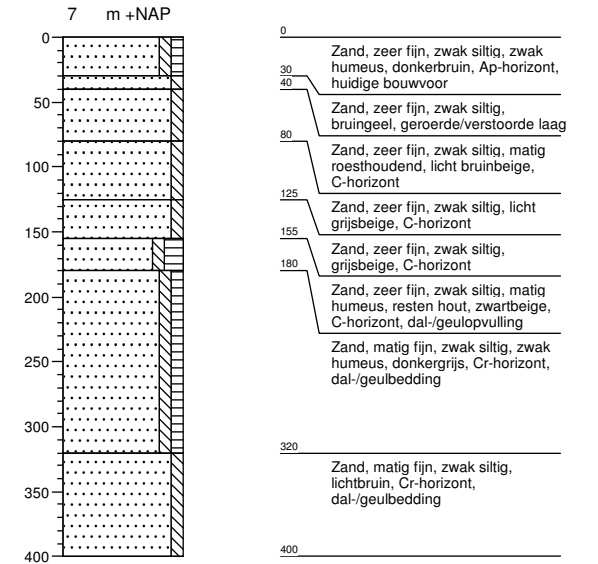 7 m +NAP
0
50
100
150
200
250
300
350
400
0
Zand, zeer fijn, zwak siltig, zwak
humeus, donkerbruin, Ap-horizont,
huidige bouwvoor
30
40
Zand, zeer fijn, zwak siltig,
bruingeel, geroerde/verstoorde laag
80
Zand, zeer fijn, zwak siltig, matig
roesthoudend, licht bruinbeige,
C-horizont
125
Zand, zeer fijn, zwak siltig, licht
grijsbeige, C-horizont
155
Zand, zeer fijn, zwak siltig,
grijsbeige, C-horizont
180
Zand, zeer fijn, zwak siltig, matig
humeus, resten hout, zwartbeige,
C-horizont, dal-/geulopvulling
Zand, matig fijn, zwak siltig, zwak
humeus, donkergrijs, Cr-horizont,
dal-/geulbedding
320
Zand, matig fijn, zwak siltig,
lichtbruin, Cr-horizont,
dal-/geulbedding
400